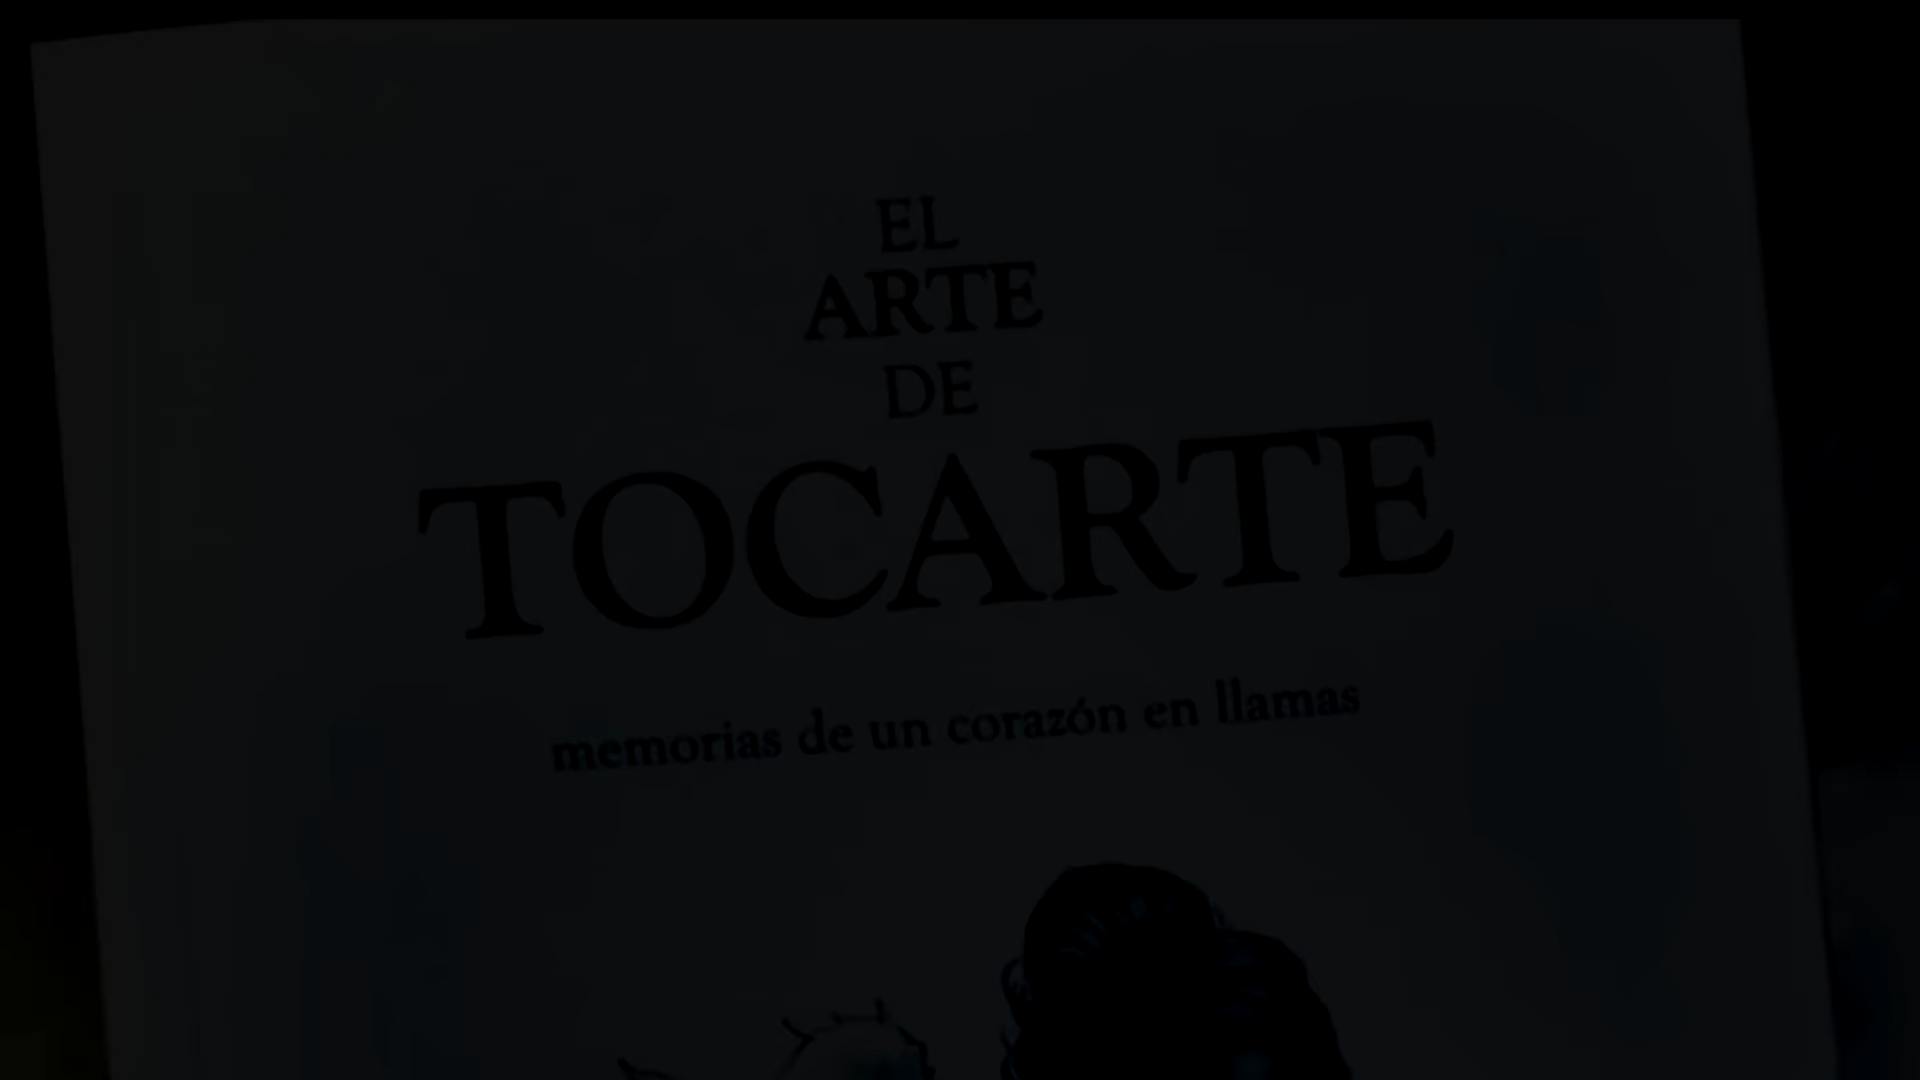 EL
ARTE
DE
TOCARTE
memorias de un corazón en llamas